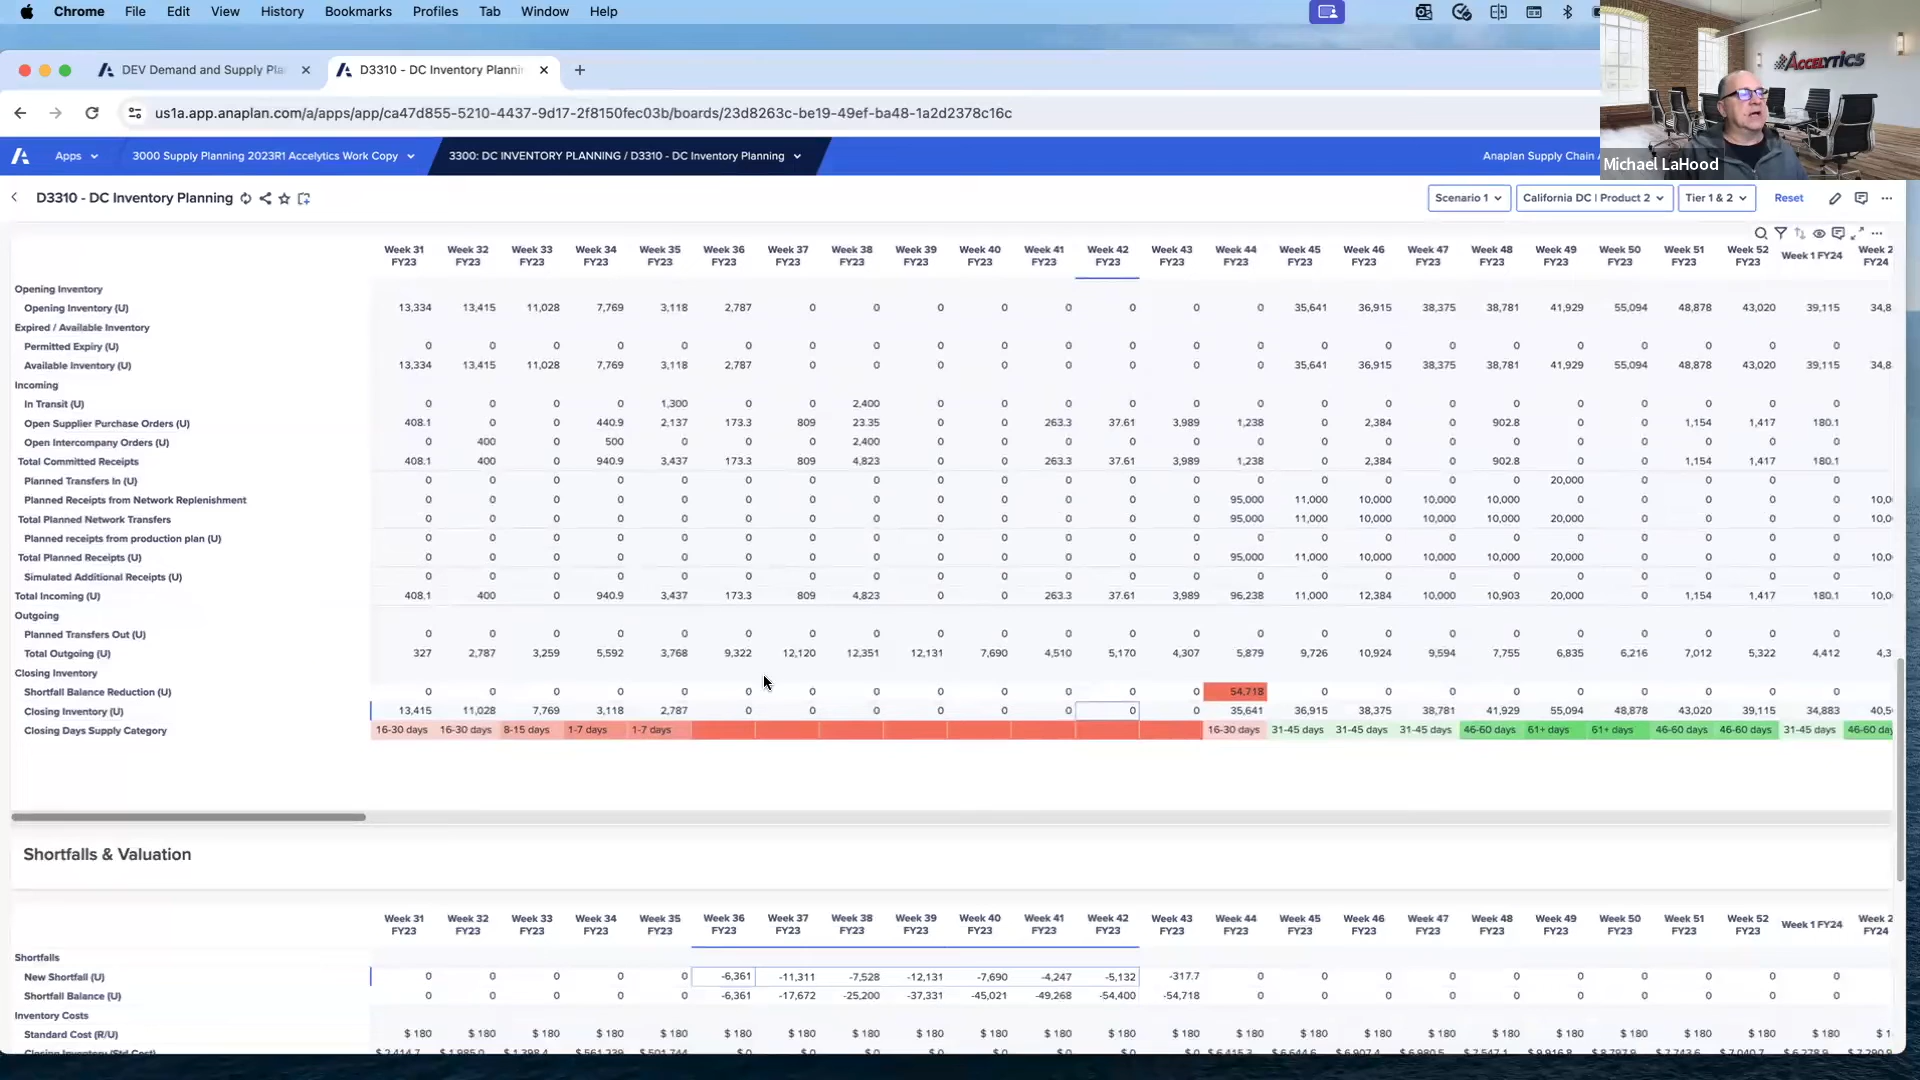 Chrome File Edit View History Bookmarks Profiles Tab Window Help
DEV Demand and Supply Pla
D3310 - DC Inventory Planni
us1a.app.anaplan.com/a/apps/app/ca47d855-5210-4437-9d17-2f8150fec03b/boards/23d8263c-be19-49ef-ba48-1a2d2378c16c
ACCELYTICS
Michael LaHood
Apps 3000 Supply Planning 2023R1 Accelytics Work Copy 3300: DC INVENTORY PLANNING / D3310 - DC Inventory Planning Anaplan Supply Chain
D3310 - DC Inventory Planning Scenario 1 California DC | Product 2 Tier 1 & 2 Reset
Week 31 Week 32 Week 33 Week 34 Week 35 Week 36 Week 37 Week 38 Week 39 Week 40 Week 41 Week 42 Week 43 Week 44 Week 45 Week 46 Week 47 Week 48 Week 49 Week 50 Week 51 Week 52 Week 1 FY24 Week 2
FY23 FY23 FY23 FY23 FY23 FY23 FY23 FY23 FY23 FY23 FY23 FY23 FY23 FY23 FY23 FY23 FY23 FY23 FY23 FY23 FY23 FY23 FY24
Opening Inventory
Opening Inventory (U) 13,334 13,415 11,028 7,769 3,118 2,787 0 0 0 0 0 0 0 0 35,641 36,915 38,375 38,781 41,929 55,094 48,878 43,020 39,115 34,8
Expired / Available Inventory
Permitted Expiry (U) 0 0 0 0 0 0 0 0 0 0 0 0 0 0 0 0 0 0 0 0 0 0 0
Available Inventory (U) 13,334 13,415 11,028 7,769 3,118 2,787 0 0 0 0 0 0 0 0 35,641 36,915 38,375 38,781 41,929 55,094 48,878 43,020 39,115 34,8
Incoming
In Transit (U) 0 0 0 0 1,300 0 0 2,400 0 0 0 0 0 0 0 0 0 0 0 0 0 0 0
Open Supplier Purchase Orders (U) 408.1 0 0 440.9 2,137 173.3 809 23.35 0 0 263.3 37.61 3,989 1,238 0 2,384 0 902.8 0 0 1,154 1,417 180.1
Open Intercompany Orders (U) 0 400 0 500 0 0 0 2,400 0 0 0 0 0 0 0 0 0 0 0 0 0 0 0
Total Committed Receipts 408.1 400 0 940.9 3,437 173.3 809 4,823 0 0 263.3 37.61 3,989 1,238 0 2,384 0 902.8 0 0 1,154 1,417 180.1
Planned Transfers In (U) 0 0 0 0 0 0 0 0 0 0 0 0 0 0 0 0 0 0 20,000 0 0 0 0
Planned Receipts from Network Replenishment 0 0 0 0 0 0 0 0 0 0 0 0 0 95,000 11,000 10,000 10,000 10,000 0 0 0 0 0 10,0
Total Planned Network Transfers 0 0 0 0 0 0 0 0 0 0 0 0 0 95,000 11,000 10,000 10,000 10,000 20,000 0 0 0 0 10,0
Planned receipts from production plan (U) 0 0 0 0 0 0 0 0 0 0 0 0 0 0 0 0 0 0 0 0 0 0 0
Total Planned Receipts (U) 0 0 0 0 0 0 0 0 0 0 0 0 0 95,000 11,000 10,000 10,000 10,000 20,000 0 0 0 0 10,0
Simulated Additional Receipts (U) 0 0 0 0 0 0 0 0 0 0 0 0 0 0 0 0 0 0 0 0 0 0 0
Total Incoming (U) 408.1 400 0 940.9 3,437 173.3 809 4,823 0 0 263.3 37.61 3,989 96,238 11,000 12,384 10,000 10,903 20,000 0 1,154 1,417 180.1 10,0
Outgoing
Planned Transfers Out (U) 0 0 0 0 0 0 0 0 0 0 0 0 0 0 0 0 0 0 0 0 0 0 0
Total Outgoing (U) 327 2,787 3,259 5,592 3,768 9,322 12,120 12,351 12,131 7,690 4,510 5,170 4,307 5,879 9,726 10,924 9,594 7,755 6,835 6,216 7,012 5,322 4,412 4,3
Closing Inventory
Shortfall Balance Reduction (U) 0 0 0 0 0 0 0 0 0 0 0 0 0 54,718 0 0 0 0 0 0 0 0 0
Closing Inventory (U) 13,415 11,028 7,769 3,118 2,787 0 0 0 0 0 0 0 0 35,641 36,915 38,375 38,781 41,929 55,094 48,878 43,020 39,115 34,883 40,5
Closing Days Supply Category 16-30 days 16-30 days 8-15 days 1-7 days 1-7 days 16-30 days 31-45 days 31-45 days 31-45 days 46-60 days 61+ days 61+ days 46-60 days 46-60 days 31-45 days 46-60 da
Shortfalls & Valuation
Week 31 Week 32 Week 33 Week 34 Week 35 Week 36 Week 37 Week 38 Week 39 Week 40 Week 41 Week 42 Week 43 Week 44 Week 45 Week 46 Week 47 Week 48 Week 49 Week 50 Week 51 Week 52 Week 1 FY24 Week 2
FY23 FY23 FY23 FY23 FY23 FY23 FY23 FY23 FY23 FY23 FY23 FY23 FY23 FY23 FY23 FY23 FY23 FY23 FY23 FY23 FY23 FY23 FY24
Shortfalls
New Shortfall (U) 0 0 0 0 0 -6,361 -11,311 -7,528 -12,131 -7,690 -4,247 -5,132 -317.7 0 0 0 0 0 0 0 0 0 0
Shortfall Balance (U) 0 0 0 0 0 -6,361 -17,672 -25,200 -37,331 -45,021 -49,268 -54,400 -54,718 0 0 0 0 0 0 0 0 0 0
Inventory Costs
Standard Cost (R/U) $ 180 $ 180 $ 180 $ 180 $ 180 $ 180 $ 180 $ 180 $ 180 $ 180 $ 180 $ 180 $ 180 $ 180 $ 180 $ 180 $ 180 $ 180 $ 180 $ 180 $ 180 $ 180 $ 180 $ 1
Closing Inventory (Std Cost)